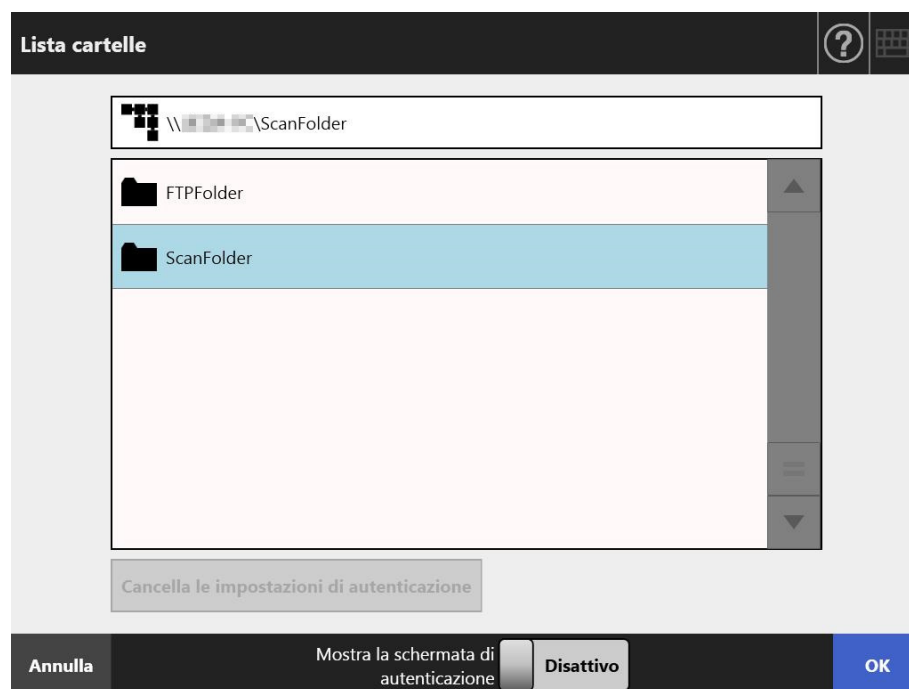 Lista cartelle
?
\\ \ScanFolder
FTPFolder
ScanFolder
Cancella le impostazioni di autenticazione
Annulla
Mostra la schermata di
autenticazione
Disattivo
OK